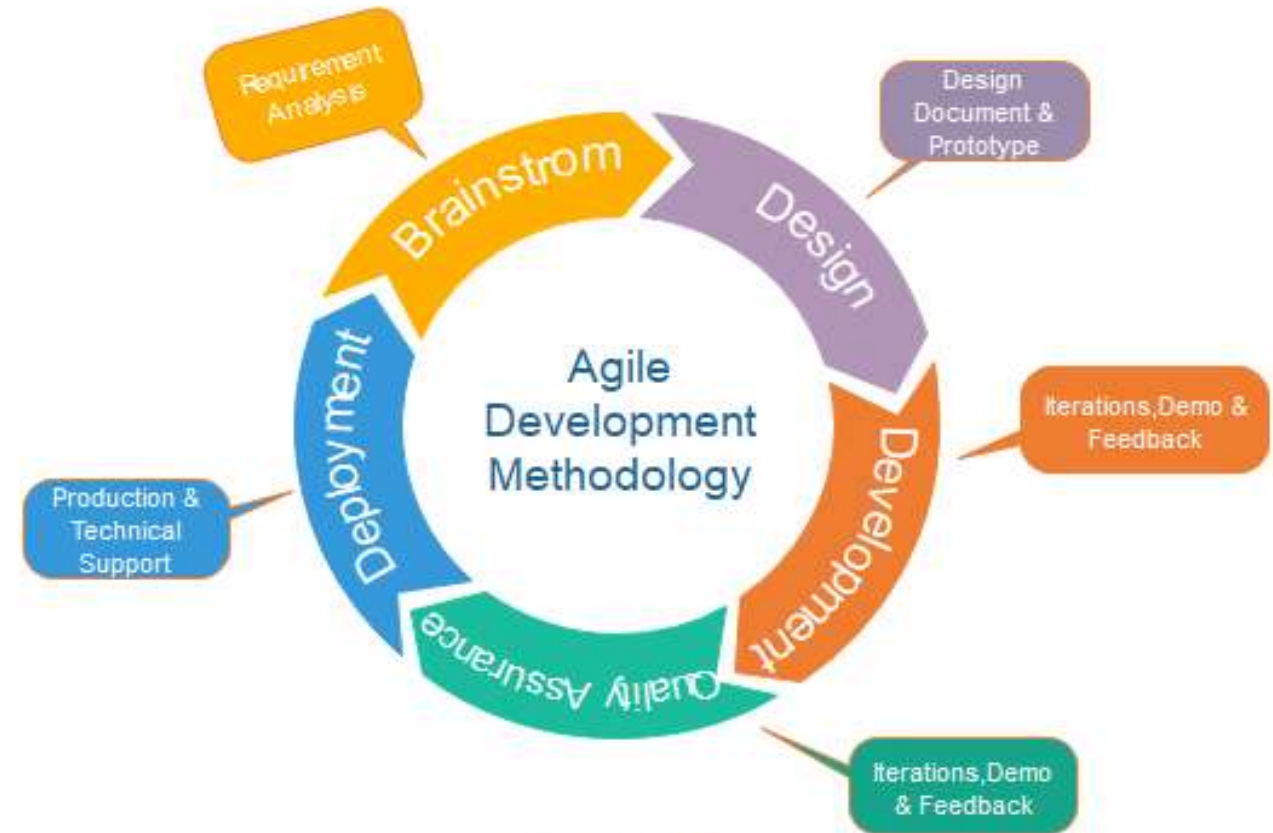 Requirement
Analysis
Brainstrom
Design
Document &
Prototype
Design
Agile
Development
Methodology
Iterations,Demo &
Feedback
Development
Production &
Technical
Support
Deployment
Quality Assurance
Iterations,Demo
& Feedback